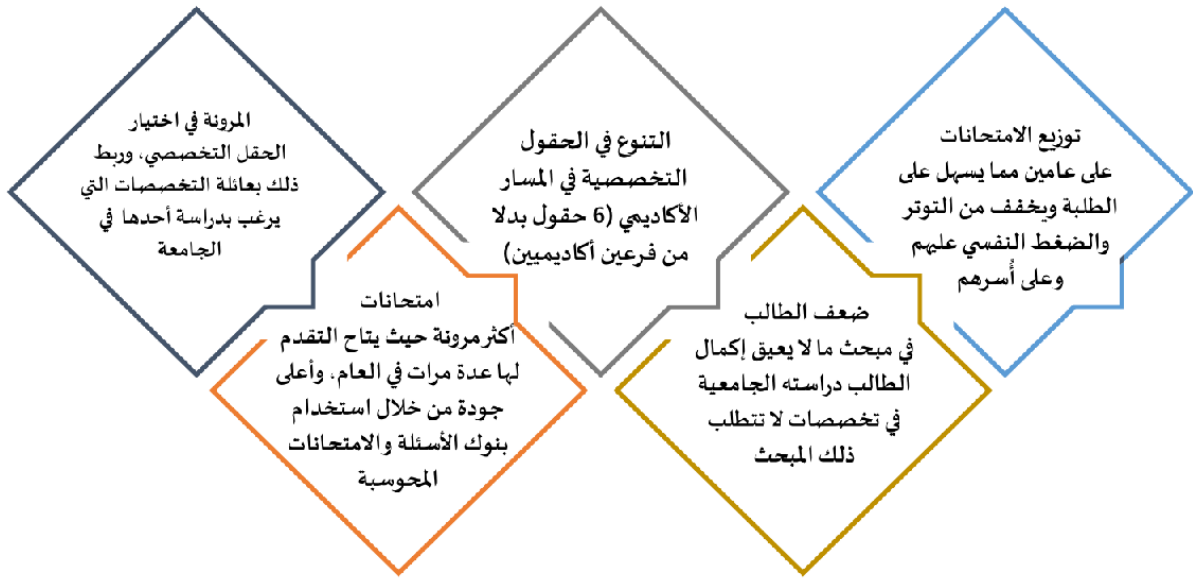 توزيع الامتحانات
على عامين مما يسهل على
الطلبة ويخفف من التوتر
والضغط النفسي عليهم
وعلى أُسرهم
ضعف الطالب
في مبحث ما لا يعيق إكمال
الطالب دراسته الجامعية
في تخصصات لا تتطلب
ذلك المبحث
التنوع في الحقول
التخصصية في المسار
الأكاديمي (6 حقول بدلا
من فرعين أكاديميين)
امتحانات
أكثر مرونة حيث يتاح التقدم
لها عدة مرات في العام، وأعلى
جودة من خلال استخدام
بنوك الأسئلة والامتحانات
المحوسبة
المرونة في اختيار
الحقل التخصصي، وربط
ذلك بعائلة التخصصات التي
يرغب بدراسة أحدها في
الجامعة